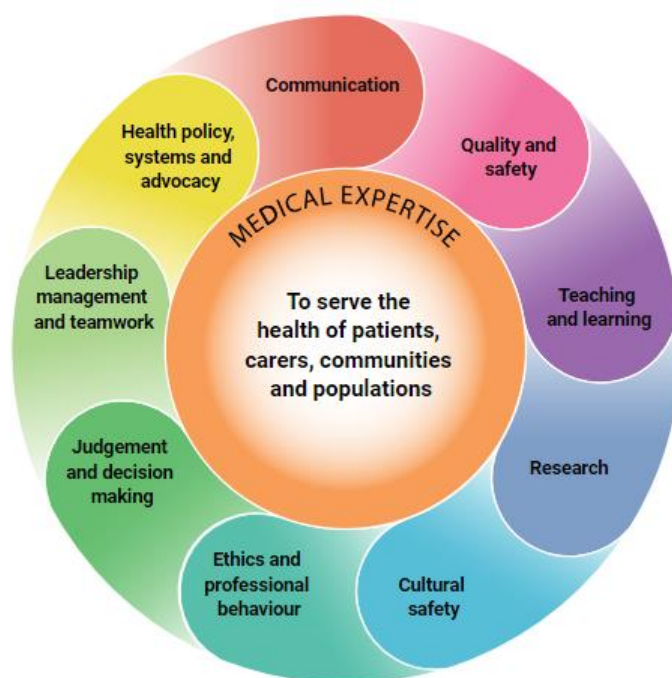 Communication
Quality and
safety
Teaching
and learning
Research
Cultural
safety
Ethics and
professional
behaviour
Judgement
and decision
making
Leadership
management
and teamwork
Health policy,
systems and
advocacy
MEDICAL EXPERTISE
To serve the
health of patients,
carers, communities
and populations